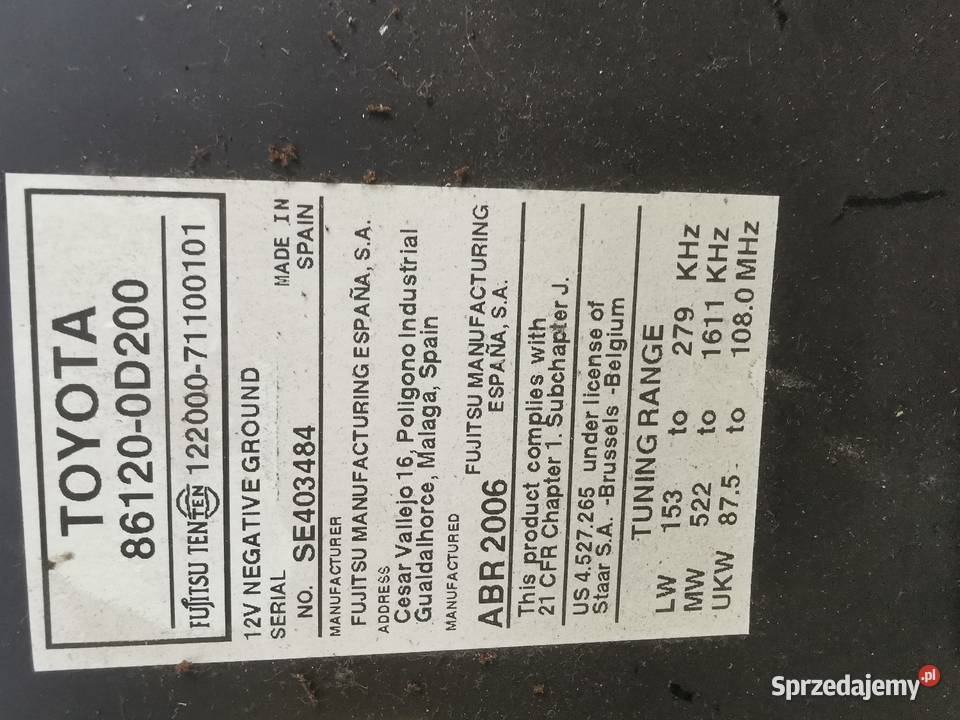 TOYOTA
86120-0D200
FUJITSU TEN TEN 122000-71100101
12V NEGATIVE GROUND
SERIAL MADE IN
NO. SE403484 SPAIN
MANUFACTURER
FUJITSU MANUFACTURING ESPAÑA, S.A.
ADDRESS
Cesar Vallejo 16, Poligono Industrial
Gualdalhorce, Malaga, Spain
MANUFACTURED
ABR 2006 FUJITSU MANUFACTURING
ESPAÑA, S.A.
This product complies with
21 CFR Chapter 1. Subchapter J.
US 4.527.265 under license of
Staar S.A. -Brussels -Belgium
TUNING RANGE
LW 153 to 279 KHz
MW 522 to 1611 KHz
UKW 87.5 to 108.0 MHz
Sprzedajemy.pl